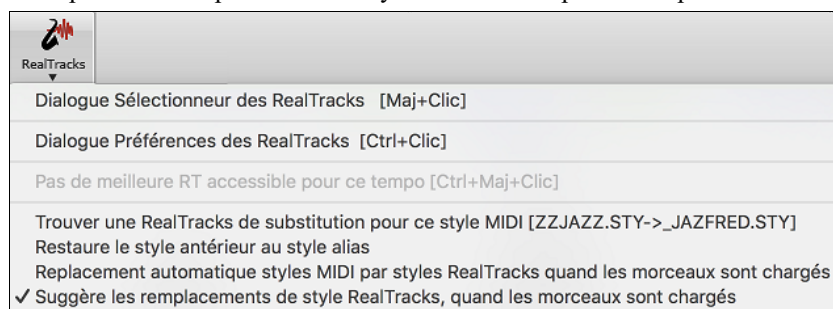 RealTracks
Dialogue Sélectionneur des RealTracks [Maj+Clic]
Dialogue Préférences des RealTracks [Ctrl+Clic]
Pas de meilleure RT accessible pour ce tempo [Ctrl+Maj+Clic]
Trouver une RealTracks de substitution pour ce style MIDI [ZZJAZZ.STY->_JAZFRED.STY]
Restaure le style antérieur au style alias
Replacement automatique styles MIDI par styles RealTracks quand les morceaux sont chargés
✓ Suggère les remplacements de style RealTracks, quand les morceaux sont chargés